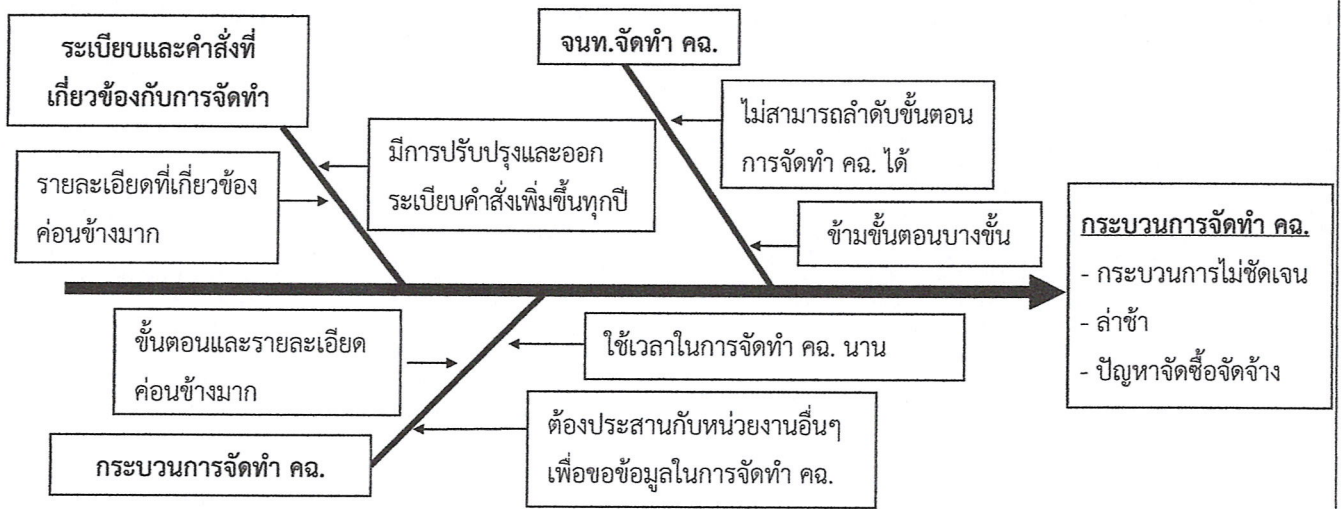 ระเบียบและคำสั่งที่
เกี่ยวข้องกับการจัดทำ
จนท.จัดทำ คฉ.
ไม่สามารถลำดับขั้นตอน
การจัดทำ คฉ. ได้
มีการปรับปรุงและออก
ระเบียบคำสั่งเพิ่มขึ้นทุกปี
รายละเอียดที่เกี่ยวข้อง
ค่อนข้างมาก
ข้ามขั้นตอนบางขั้น
กระบวนการจัดทำ คฉ.
- กระบวนการไม่ชัดเจน
- ล่าช้า
- ปัญหาจัดซื้อจัดจ้าง
ขั้นตอนและรายละเอียด
ค่อนข้างมาก
ใช้เวลาในการจัดทำ คฉ. นาน
ต้องประสานกับหน่วยงานอื่นๆ
เพื่อขอข้อมูลในการจัดทำ คฉ.
กระบวนการจัดทำ คฉ.